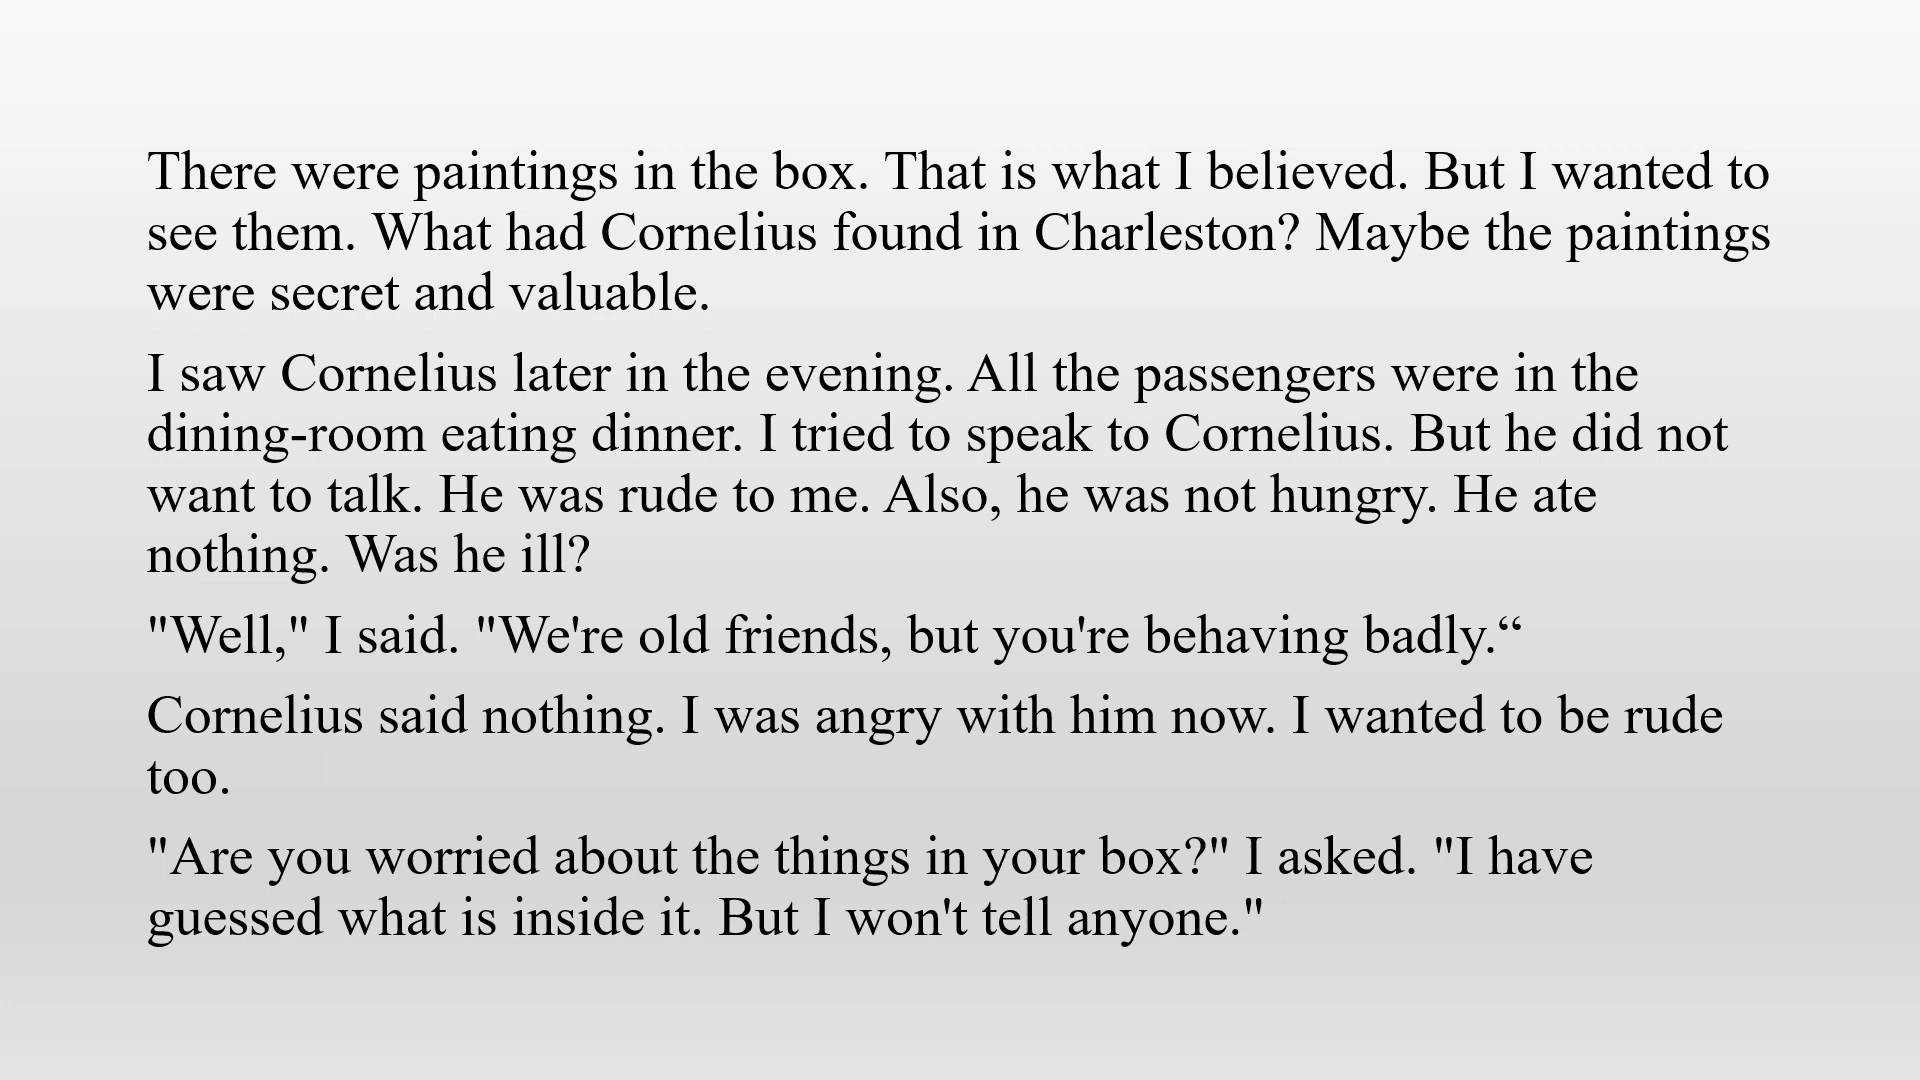 There were paintings in the box. That is what I believed. But I wanted to
see them. What had Cornelius found in Charleston? Maybe the paintings
were secret and valuable.
I saw Cornelius later in the evening. All the passengers were in the
dining-room eating dinner. I tried to speak to Cornelius. But he did not
want to talk. He was rude to me. Also, he was not hungry. He ate
nothing. Was he ill?
"Well," I said. "We're old friends, but you're behaving badly.“
Cornelius said nothing. I was angry with him now. I wanted to be rude
too.
"Are you worried about the things in your box?" I asked. "I have
guessed what is inside it. But I won't tell anyone."